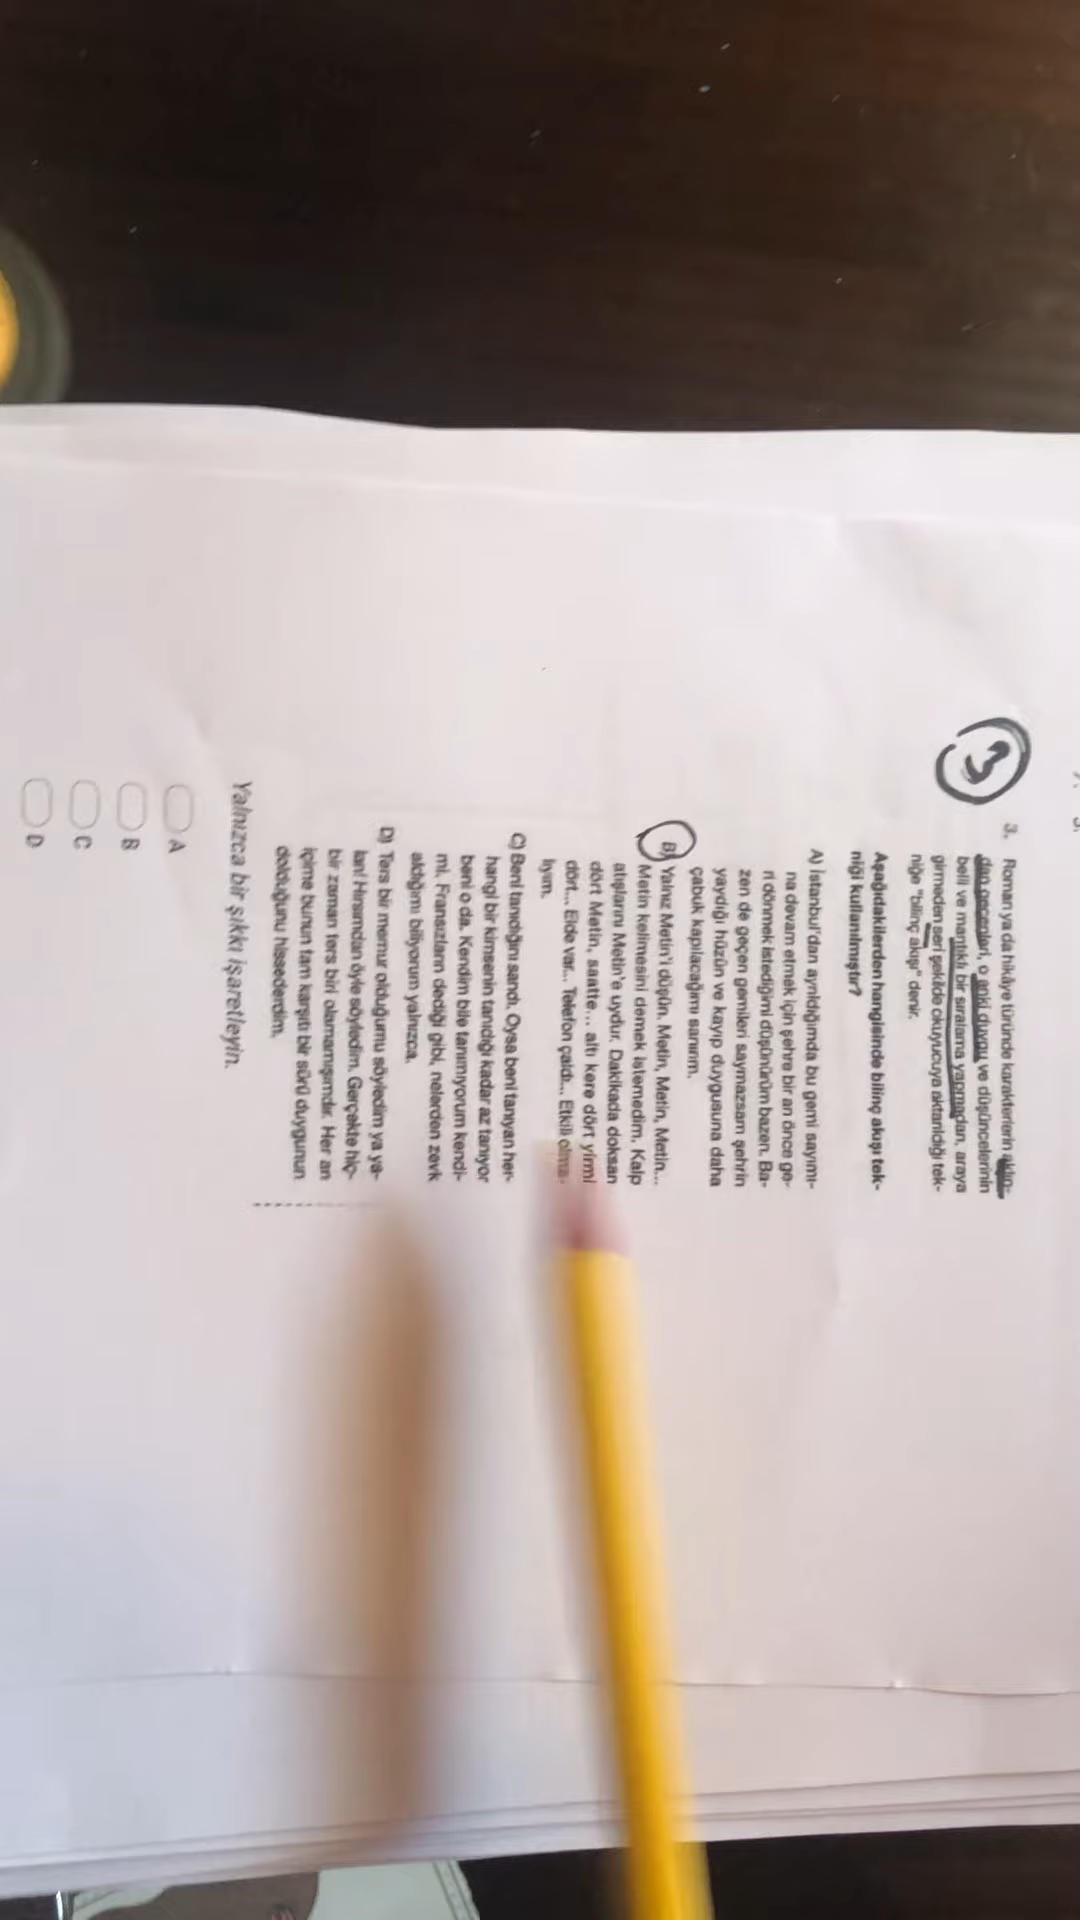 3
3. Roman ya da hikâye türünde karakterlerin aklın-
dan geçenleri, o anki duygu ve düşüncelerinin
belli ve mantıklı bir sıralama yapmadan, araya
girmeden seri şekilde okuyucuya aktarıldığı tek-
niğe "bilinç akışı" denir.
Aşağıdakilerden hangisinde bilinç akışı tek-
niği kullanılmıştır?
A) İstanbul'dan ayrıldığımda bu gemi sayımı-
na devam etmek için şehre bir an önce ge-
ri dönmek istediğimi düşünürüm bazen. Ba-
zen de geçen gemileri saymazsam şehrin
yaydığı hüzün ve kayıp duygusuna daha
çabuk kapılacağımı sanırım.
B) Yalnız Metin'i düşün. Metin, Metin, Metin...
Metin kelimesini demek istemedim. Kalp
atışlarını Metin'e uydur. Dakikada doksan
dört Metin, saatte... altı kere dört yirmi
dört... Elde var... Telefon çaldı... Etkili olma-
lıyım.
C) Beni tanıdığını sandı. Oysa beni tanıyan her-
hangi bir kimsenin tanıdığı kadar az tanıyor
beni o da. Kendim bile tanımıyorum kendi-
mi. Fransızların dediği gibi, nelerden zevk
aldığımı biliyorum yalnızca.
D) Ters bir memur olduğumu söyledim ya ya-
lan! Hırsımdan öyle söyledim. Gerçekte hiç-
bir zaman ters biri olamamışımdır. Her an
içime bunun tam karşıtı bir sürü duygunun
dolduğunu hissederdim.
Yalnızca bir şıkkı işaretleyin.
A
B
C
D